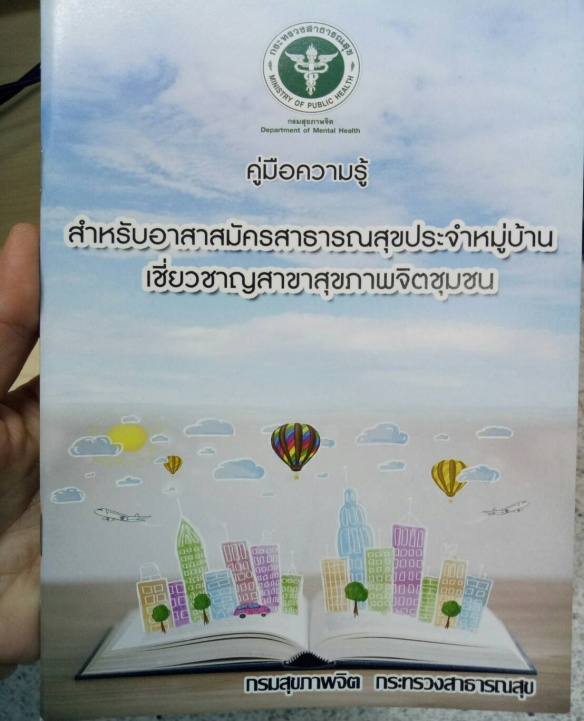 กระทรวงสาธารณสุข
MINISTRY OF PUBLIC HEALTH
กรมสุขภาพจิต
Department of Mental Health
คู่มือความรู้
สำหรับอาสาสมัครสาธารณสุขประจำหมู่บ้าน
เชี่ยวชาญสาขาสุขภาพจิตชุมชน
กรมสุขภาพจิต กระทรวงสาธารณสุข